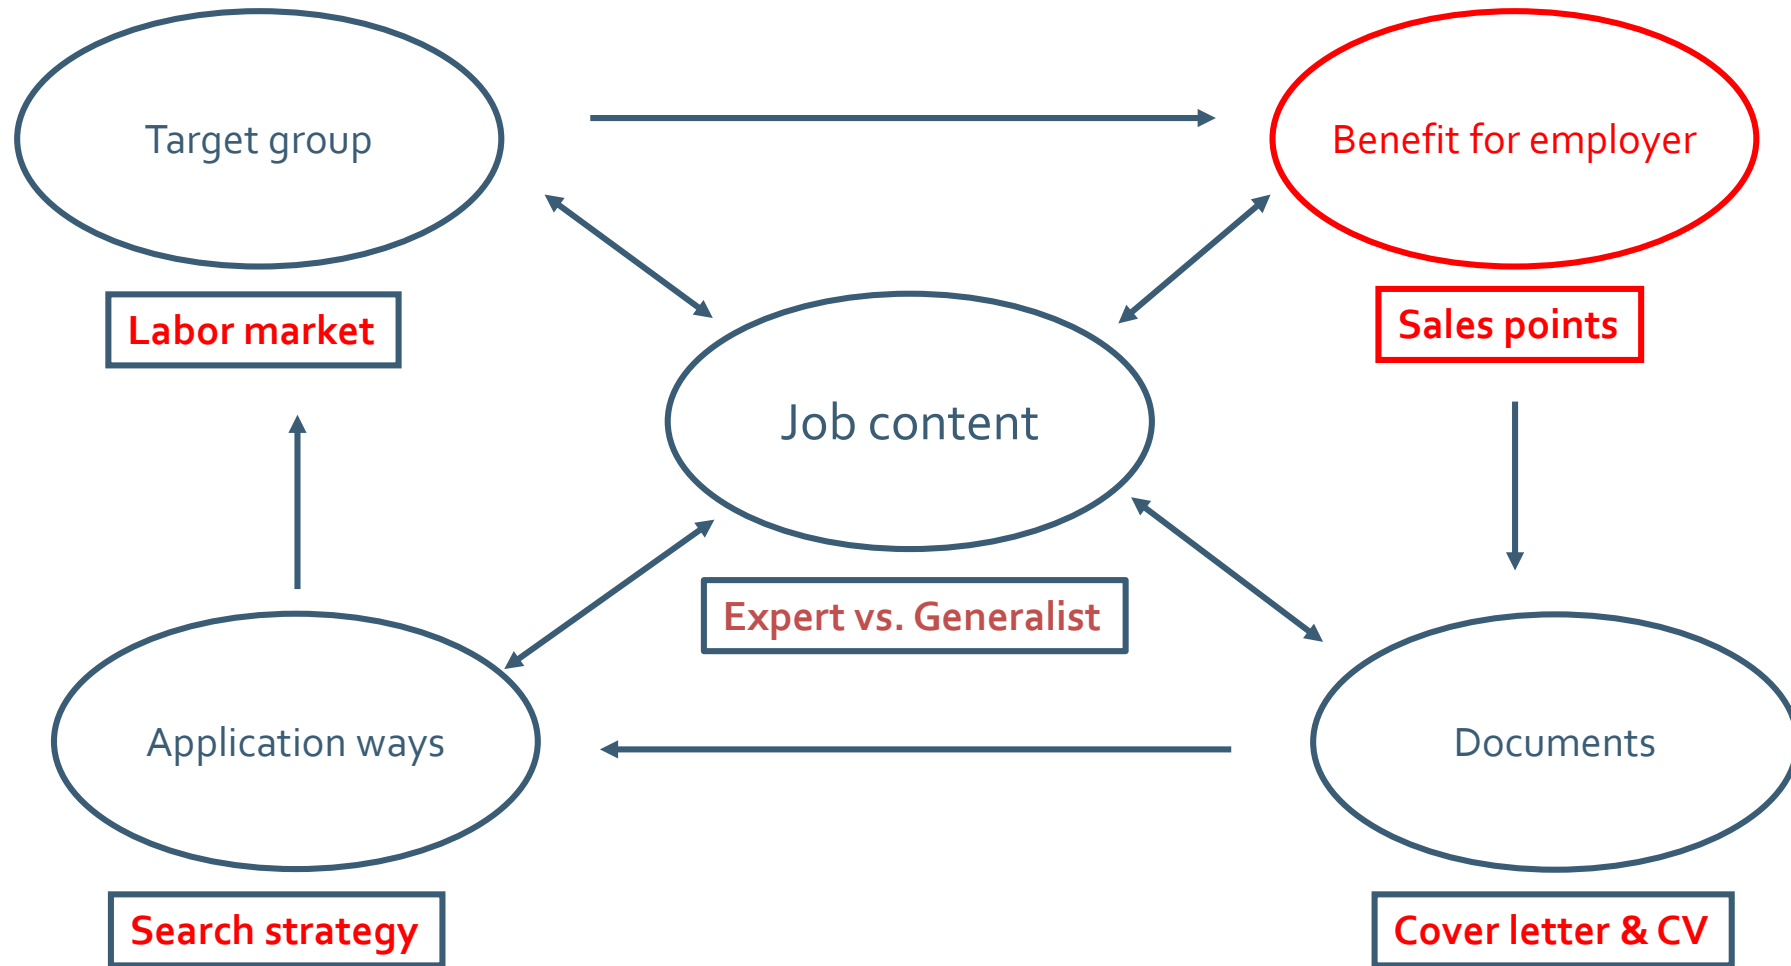 Target group
Benefit for employer
Labor market
Sales points
Job content
Expert vs. Generalist
Application ways
Documents
Search strategy
Cover letter & CV